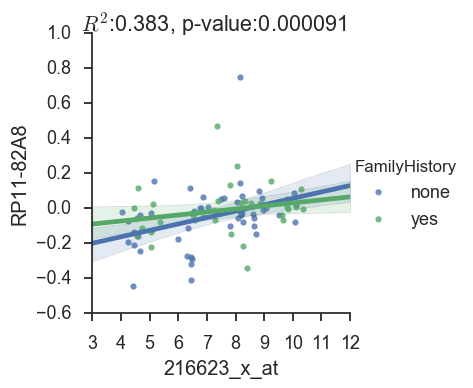 R²:0.383, p-value:0.000091
1.0
0.8
0.6
0.4
0.2
0.0
−0.2
−0.4
−0.6
RP11-82A8
3 4 5 6 7 8 9 10 11 12
216623_x_at
FamilyHistory
none
yes